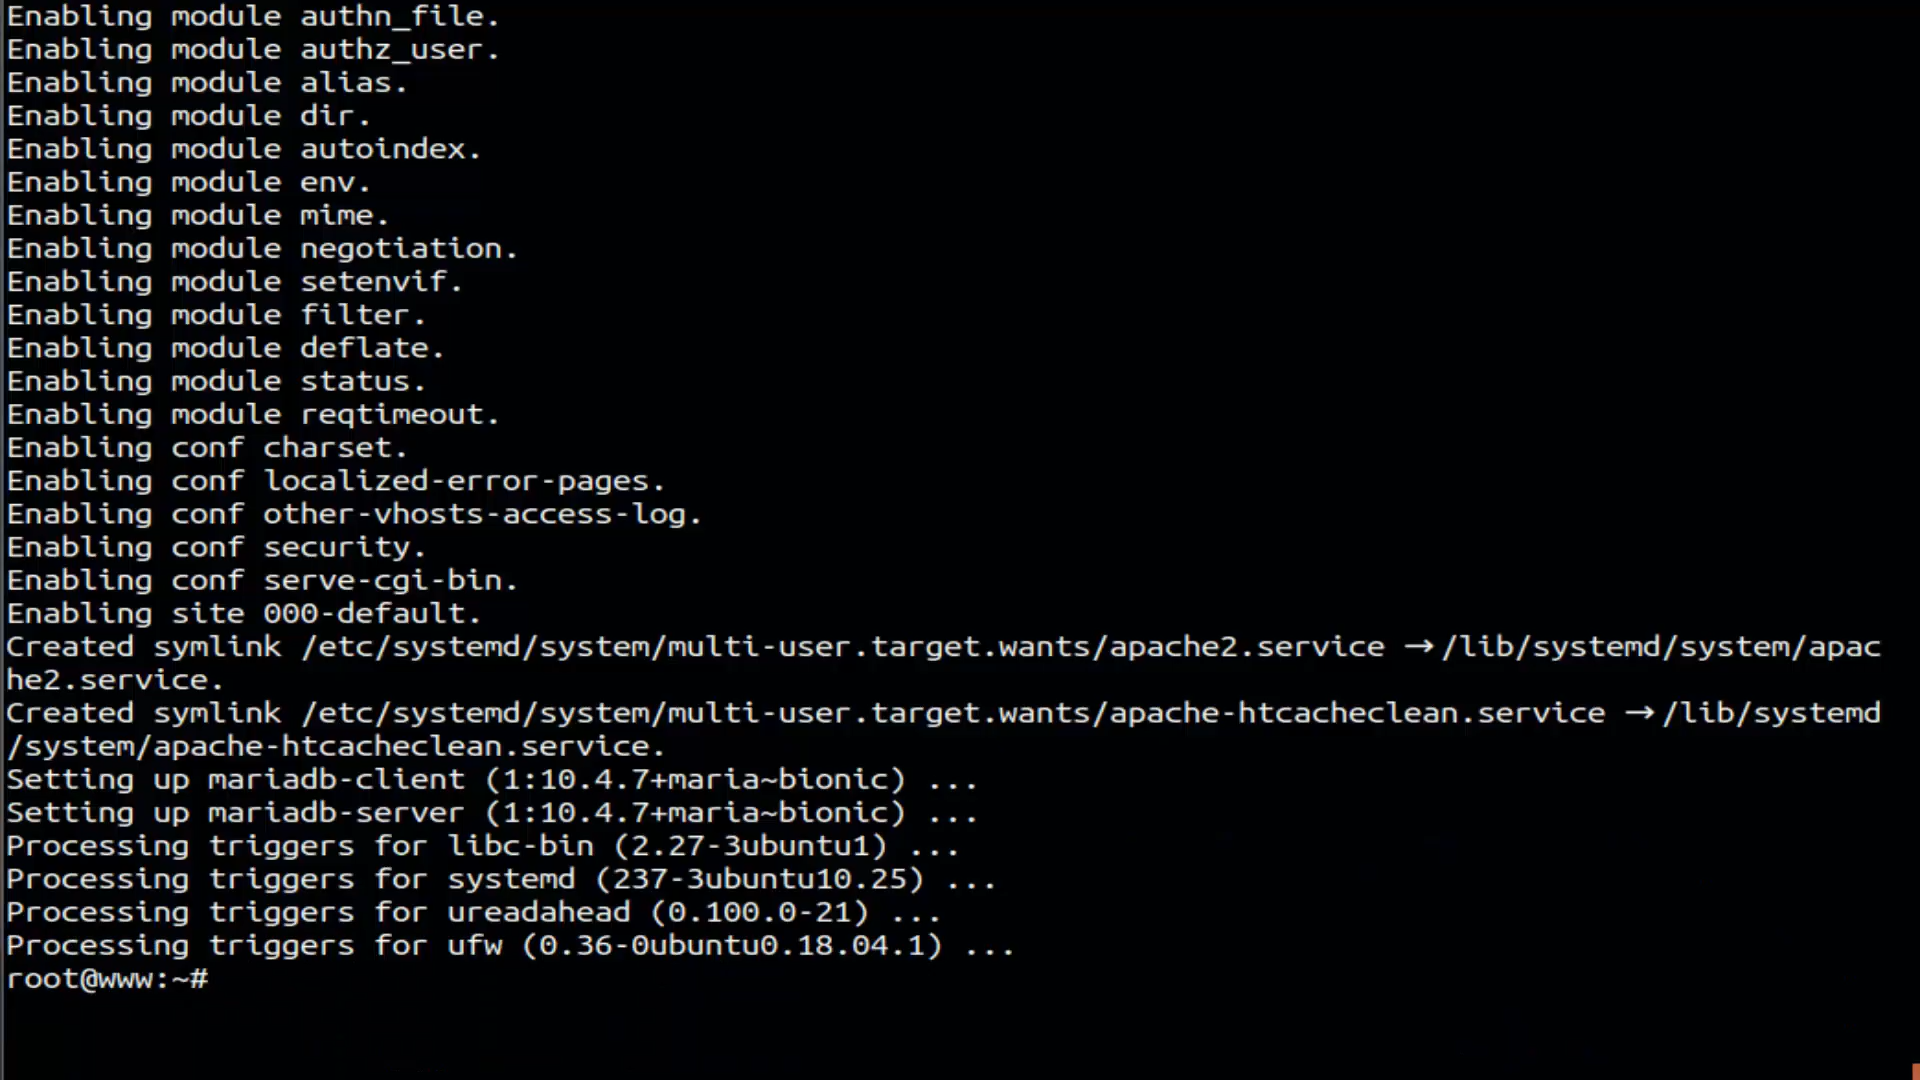 Enabling module authn_file.
Enabling module authz_user.
Enabling module alias.
Enabling module dir.
Enabling module autoindex.
Enabling module env.
Enabling module mime.
Enabling module negotiation.
Enabling module setenvif.
Enabling module filter.
Enabling module deflate.
Enabling module status.
Enabling module reqtimeout.
Enabling conf charset.
Enabling conf localized-error-pages.
Enabling conf other-vhosts-access-log.
Enabling conf security.
Enabling conf serve-cgi-bin.
Enabling site 000-default.
Created symlink /etc/systemd/system/multi-user.target.wants/apache2.service → /lib/systemd/system/apac
he2.service.
Created symlink /etc/systemd/system/multi-user.target.wants/apache-htcacheclean.service → /lib/systemd
/system/apache-htcacheclean.service.
Setting up mariadb-client (1:10.4.7+maria~bionic) ...
Setting up mariadb-server (1:10.4.7+maria~bionic) ...
Processing triggers for libc-bin (2.27-3ubuntu1) ...
Processing triggers for systemd (237-3ubuntu10.25) ...
Processing triggers for ureadahead (0.100.0-21) ...
Processing triggers for ufw (0.36-0ubuntu0.18.04.1) ...
root@www:~#